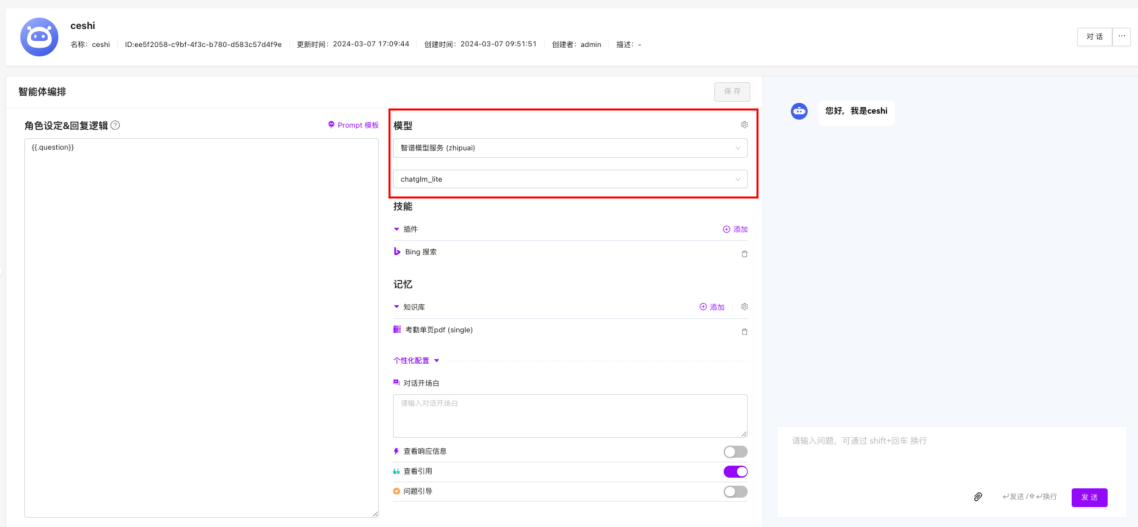 ceshi
名称: ceshi ID:ee5f2058-c9bf-4f3c-b780-d583c57d4f9e 更新时间: 2024-03-07 17:09:44 创建时间: 2024-03-07 09:51:51 创建者: admin 描述: -
对 话 ...
智能体编排
保 存
角色设定&回复逻辑 ? Prompt 模板
{{.question}}
模型
智谱模型服务 (zhipuai)
chatglm_lite
技能
插件 添加
Bing 搜索
记忆
知识库 添加
考勤单页pdf (single)
个性化配置
对话开场白
请输入对话开场白
查看响应信息
查看引用
问题引导
您好，我是ceshi
请输入问题，可通过 shift+回车 换行
↵发送 /⇧↵换行
发 送